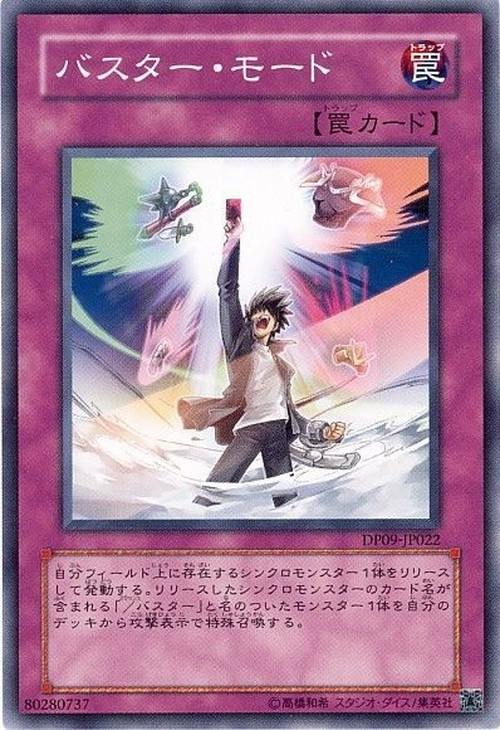 バスター・モード
トラップ
罠
トラップ
【罠カード】
DP09-JP022
自分フィールド上に存在するシンクロモンスター1体をリリース
して発動する。リリースしたシンクロモンスターのカード名が
含まれる「/バスター」と名のついたモンスター1体を自分の
デッキから攻撃表示で特殊召喚する。
80280737
©高橋和希 スタジオ・ダイス/集英社